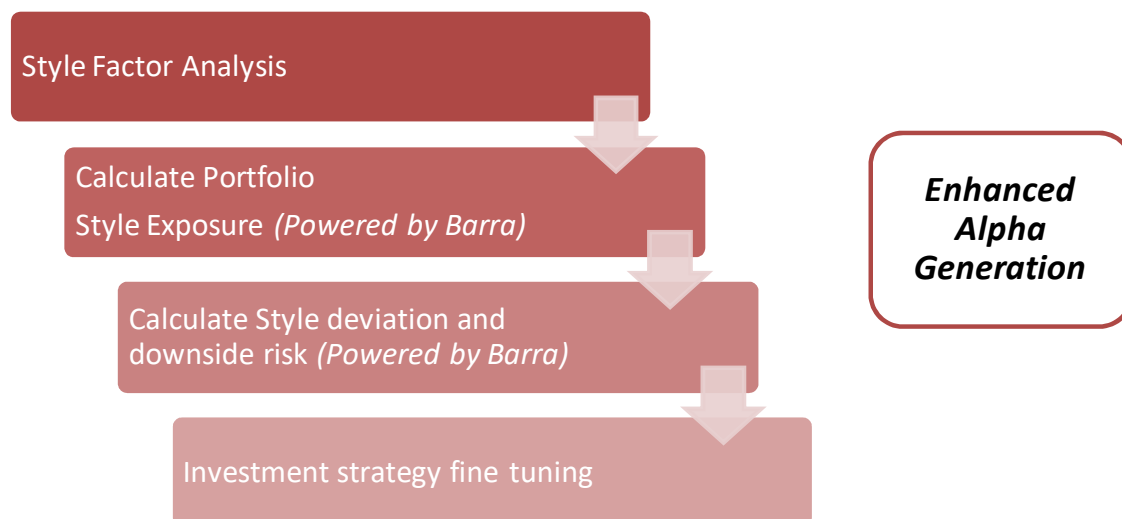 Style Factor Analysis
Calculate Portfolio
Style Exposure (Powered by Barra)
Calculate Style deviation and
downside risk (Powered by Barra)
Investment strategy fine tuning
Enhanced
Alpha
Generation